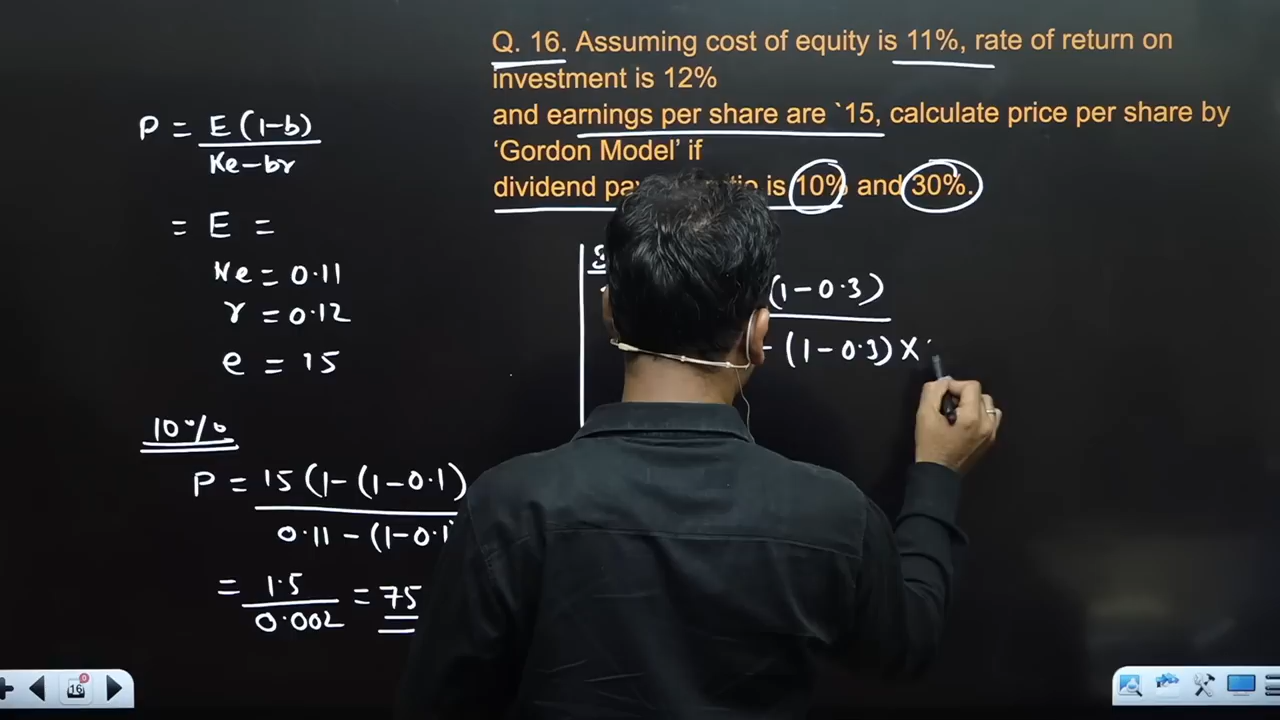 Q. 16. Assuming cost of equity is 11%, rate of return on
investment is 12%
and earnings per share are `15, calculate price per share by
‘Gordon Model’ if
dividend is 10% and 30%.
P = E (1-b)
Ke - br
= E =
Ke = 0.11
r = 0.12
e = 15
10%
P = 15 (1 - (1 - 0.1)
0.11 - (1 - 0.1
= 1.5
0.002
= 75
(1 - 0.3)
- (1 - 0.3) ×
16